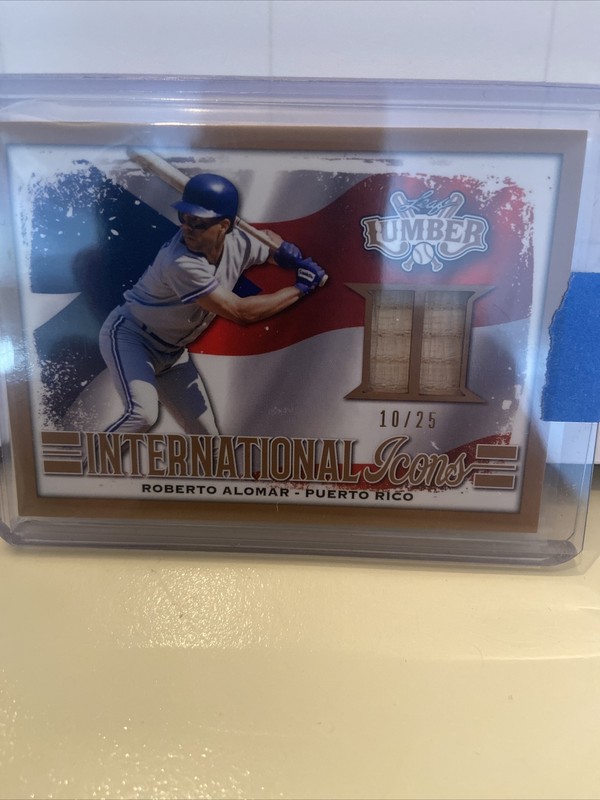 Leaf
LUMBER
10/25
INTERNATIONAL Icons
ROBERTO ALOMAR - PUERTO RICO